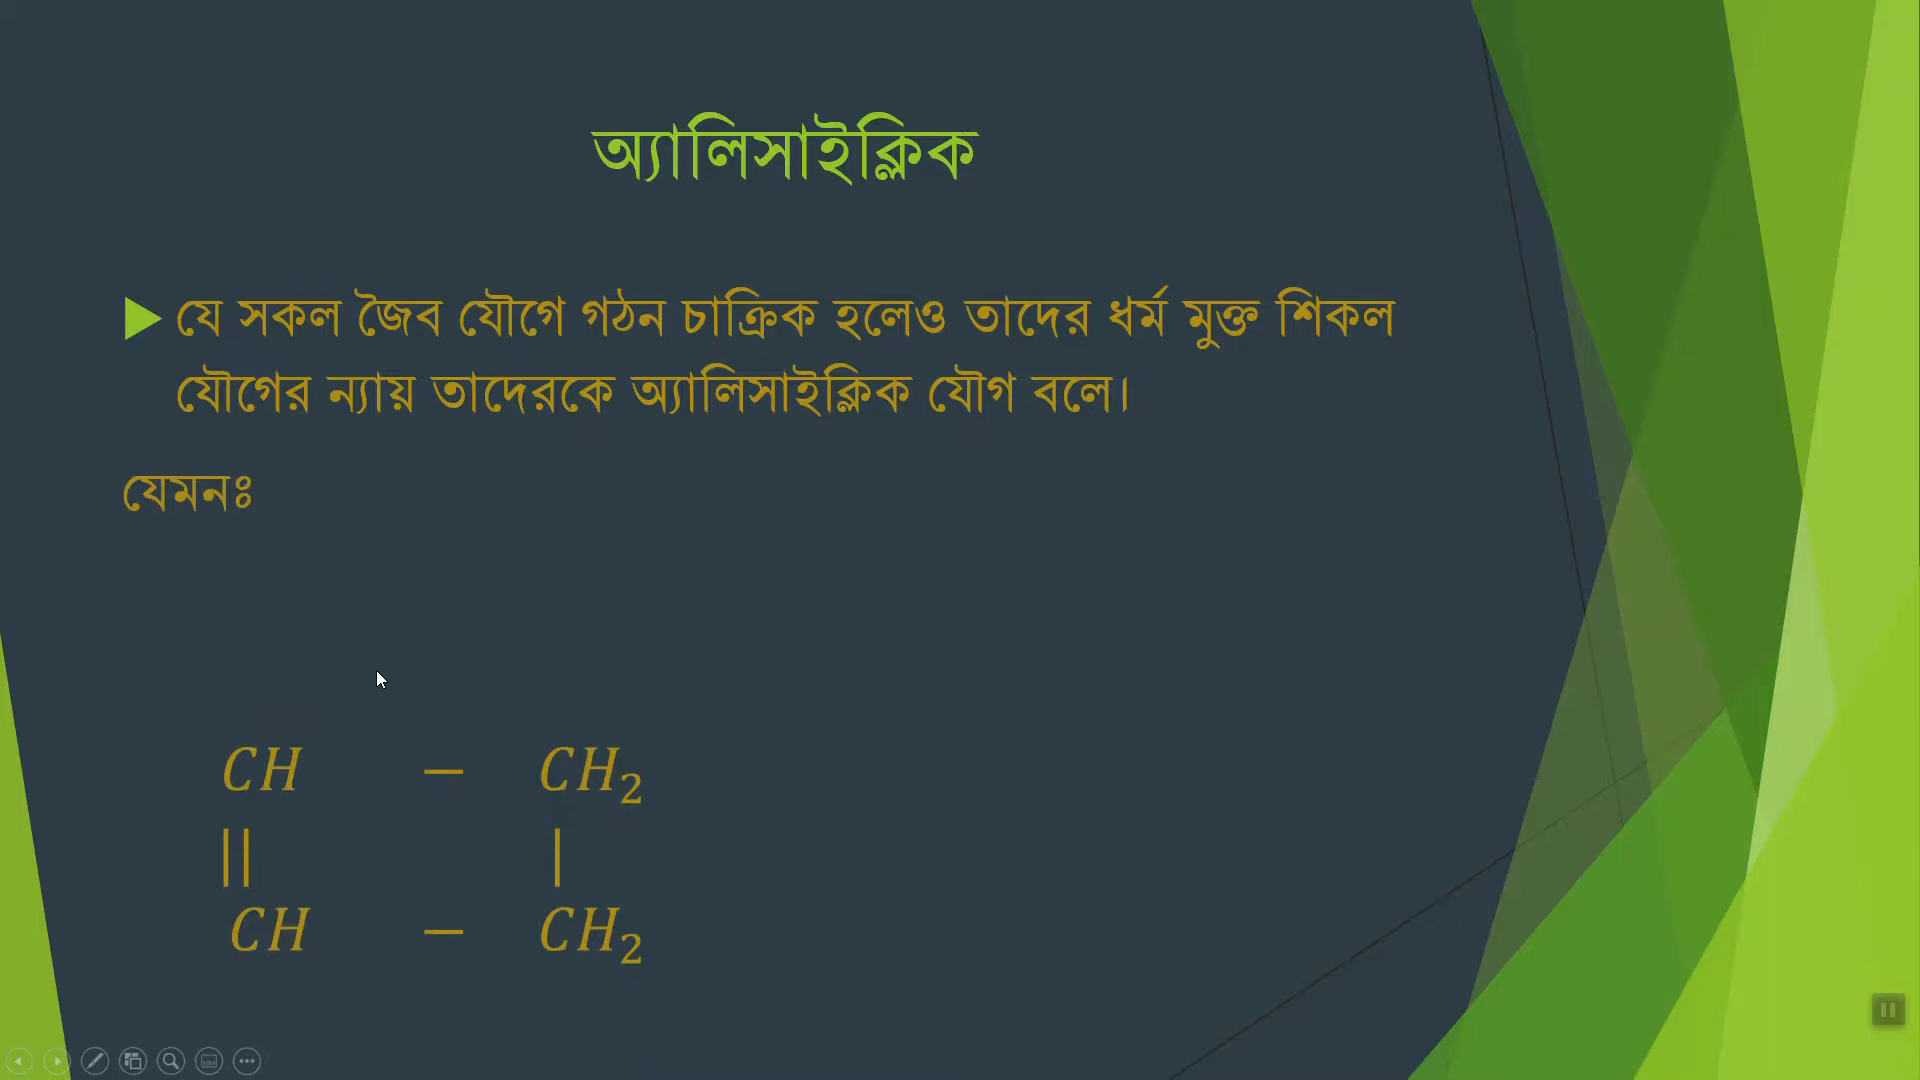 অ্যালিসাইক্লিক
যে সকল জৈব যৌগে গঠন চাক্রিক হলেও তাদের ধর্ম মুক্ত শিকল
যৌগের ন্যায় তাদেরকে অ্যালিসাইক্লিক যৌগ বলে।
যেমনঃ
CH − CH₂
|| |
CH − CH₂